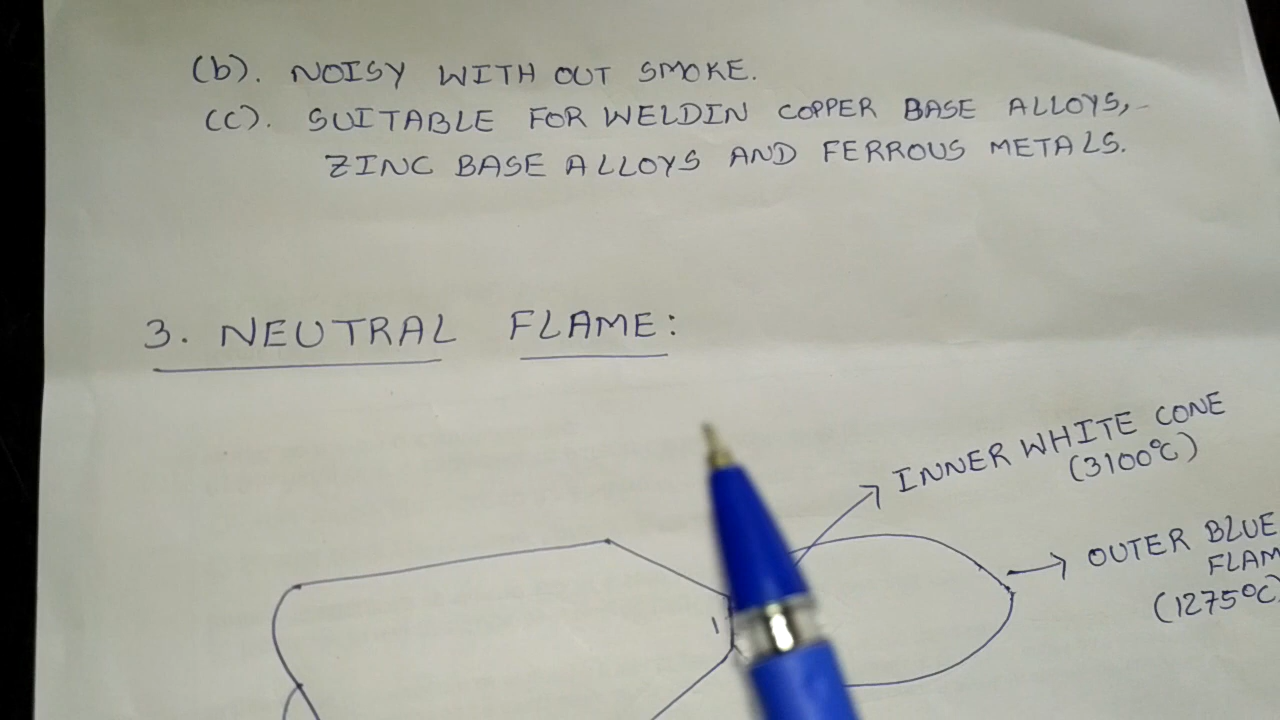 (b). NOISY WITH OUT SMOKE.
(c). SUITABLE FOR WELDIN COPPER BASE ALLOYS,
ZINC BASE ALLOYS AND FERROUS METALS.
3. NEUTRAL FLAME:
INNER WHITE CONE
(3100°C)
OUTER BLUE
FLAM
(1275°C)